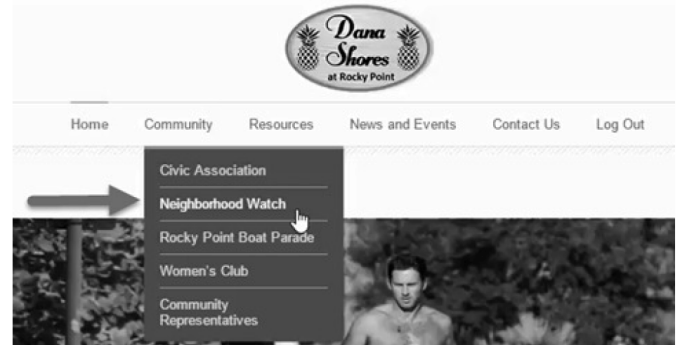 Dana
Shores
at Rocky Point
Home Community Resources News and Events Contact Us Log Out
Civic Association
Neighborhood Watch
Rocky Point Boat Parade
Women's Club
Community
Representatives